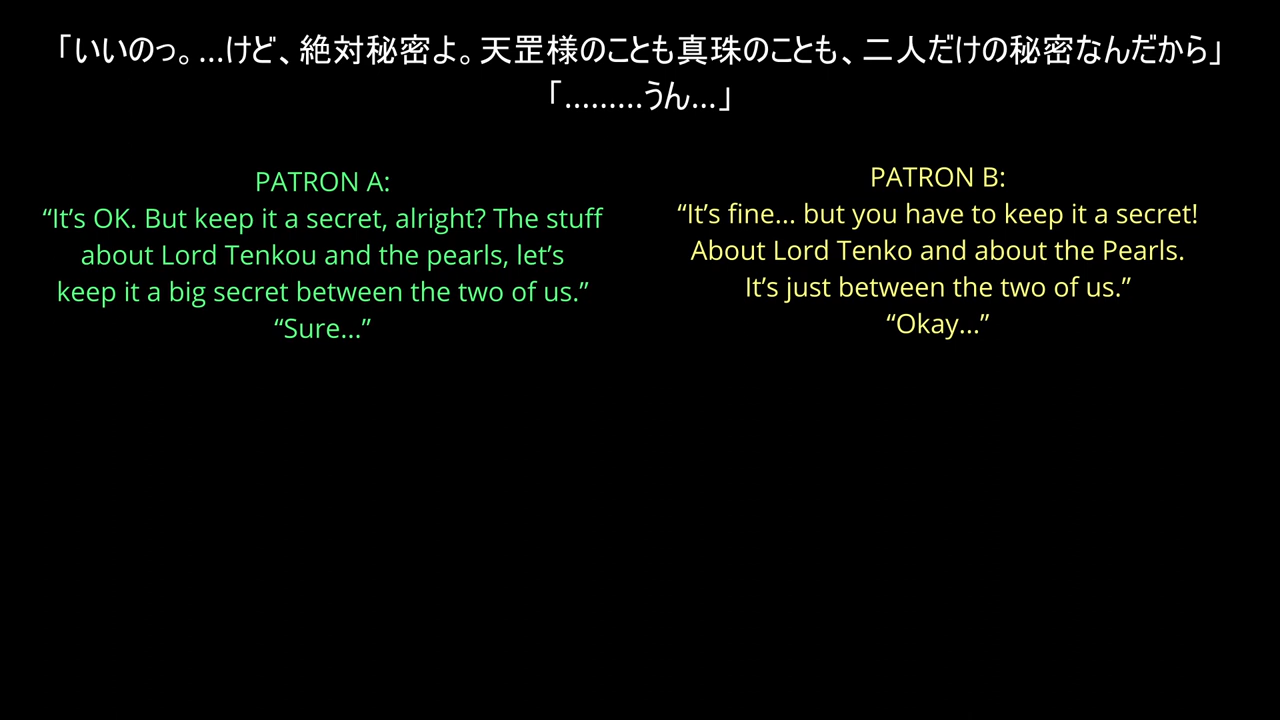 「いいのっ。…けど、絶対秘密よ。天罡様のことも真珠のことも、二人だけの秘密なんだから」
「………うん…」
PATRON A:
“It’s OK. But keep it a secret, alright? The stuff
about Lord Tenkou and the pearls, let’s
keep it a big secret between the two of us.”
“Sure...”
PATRON B:
“It’s fine... but you have to keep it a secret!
About Lord Tenko and about the Pearls.
It’s just between the two of us.”
“Okay...”